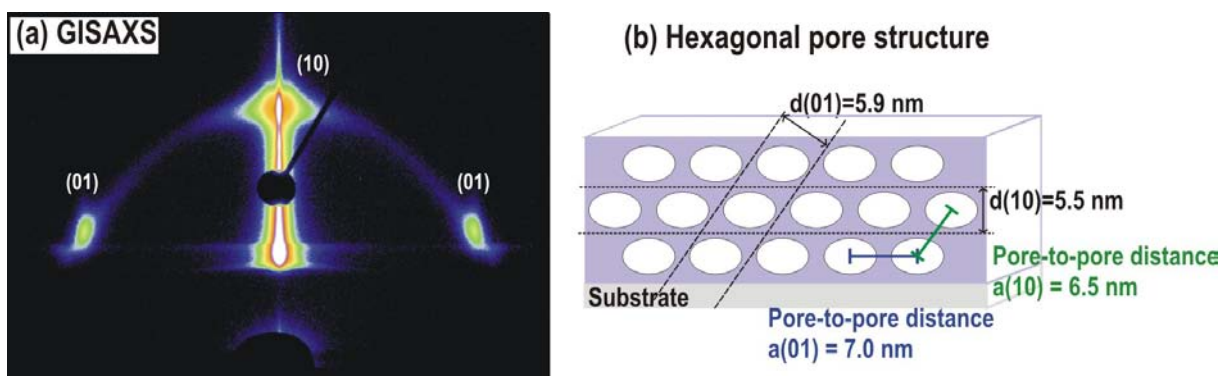 (a) GISAXS
(10)
(01)
(01)
(b) Hexagonal pore structure
d(01)=5.9 nm
d(10)=5.5 nm
Pore-to-pore distance
a(10) = 6.5 nm
Substrate
Pore-to-pore distance
a(01) = 7.0 nm